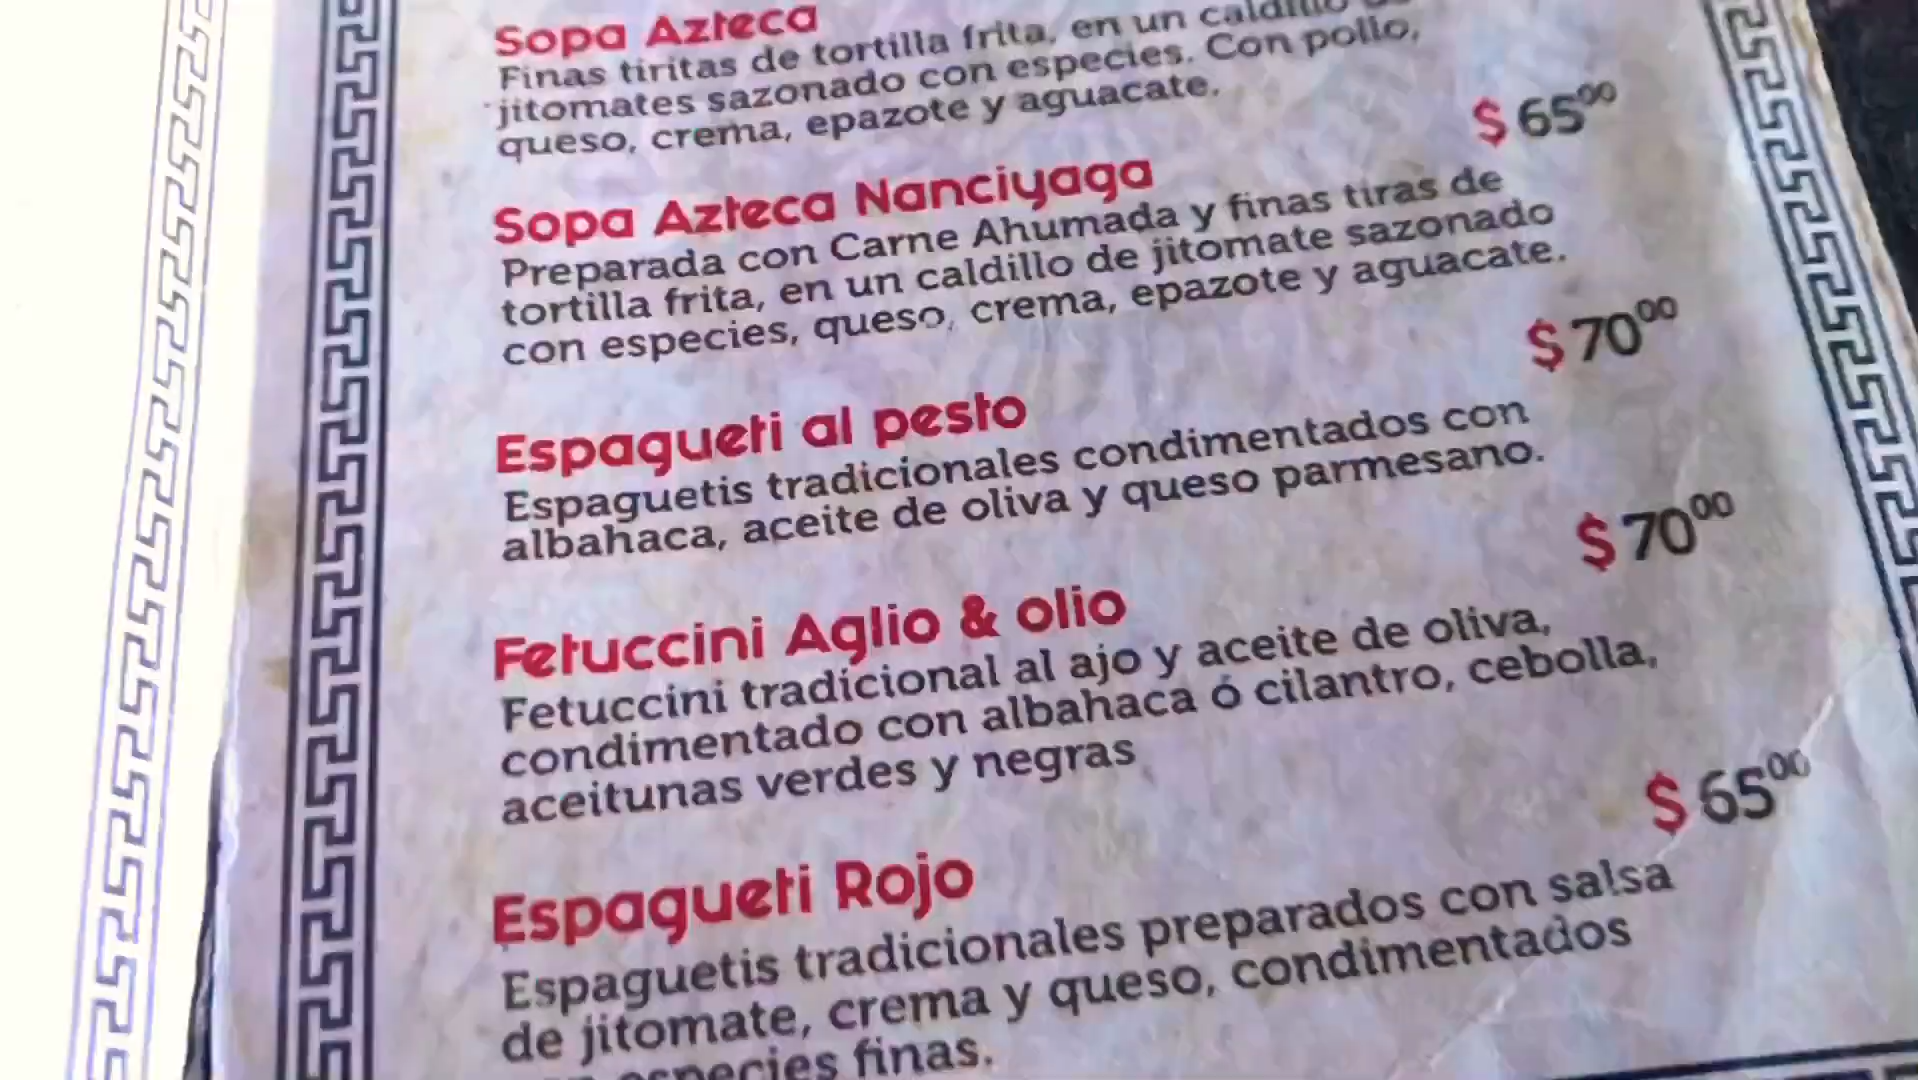 Sopa Azteca
Finas tiritas de tortilla frita, en un caldillo
jitomates sazonado con especies. Con pollo,
queso, crema, epazote y aguacate.
$ 65⁰⁰
Sopa Azteca Nanciyaga
Preparada con Carne Ahumada y finas tiras de
tortilla frita, en un caldillo de jitomate sazonado
con especies, queso, crema, epazote y aguacate.
$ 70⁰⁰
Espagueti al pesto
Espaguetis tradicionales condimentados con
albahaca, aceite de oliva y queso parmesano.
$ 70⁰⁰
Fetuccini Aglio & olio
Fetuccini tradicional al ajo y aceite de oliva,
condimentado con albahaca ó cilantro, cebolla,
aceitunas verdes y negras
$ 65⁰⁰
Espagueti Rojo
Espaguetis tradicionales preparados con salsa
de jitomate, crema y queso, condimentados
especies finas.